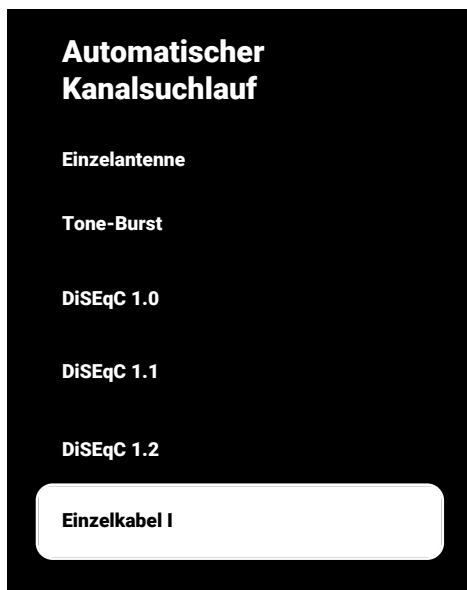 Automatischer
Kanalsuchlauf
Einzelantenne
Tone-Burst
DiSEqC 1.0
DiSEqC 1.1
DiSEqC 1.2
Einzelkabel I